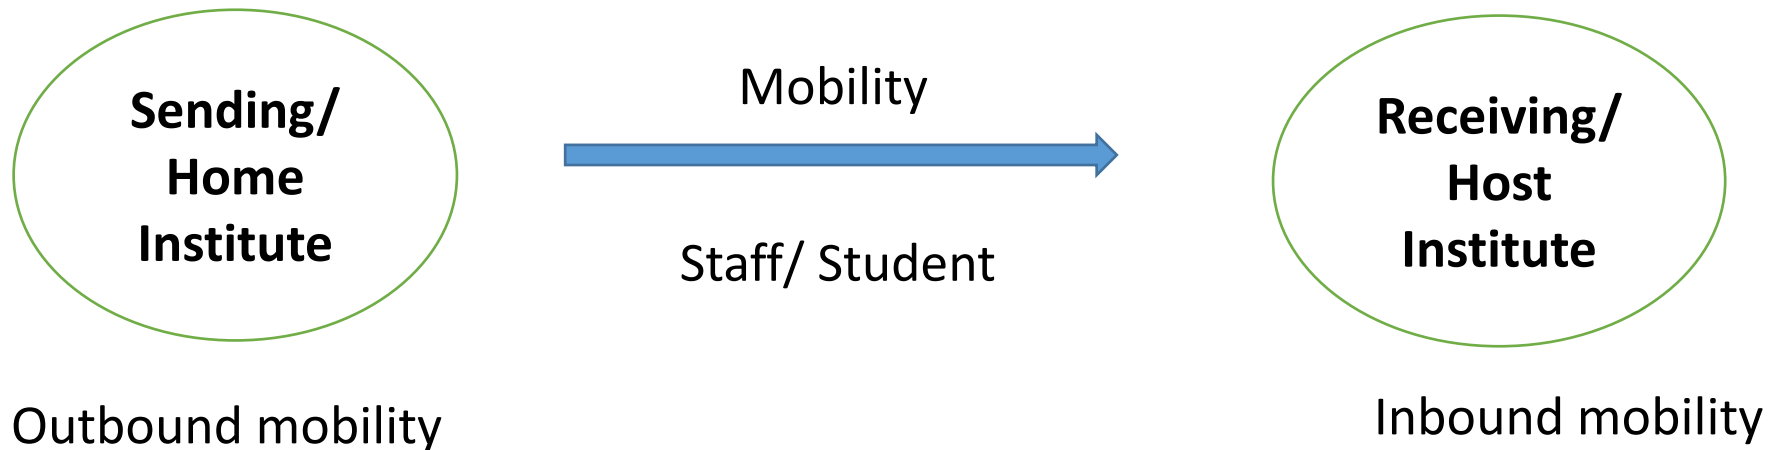 Sending/
Home
Institute
Mobility
Staff/ Student
Receiving/
Host
Institute
Outbound mobility
Inbound mobility